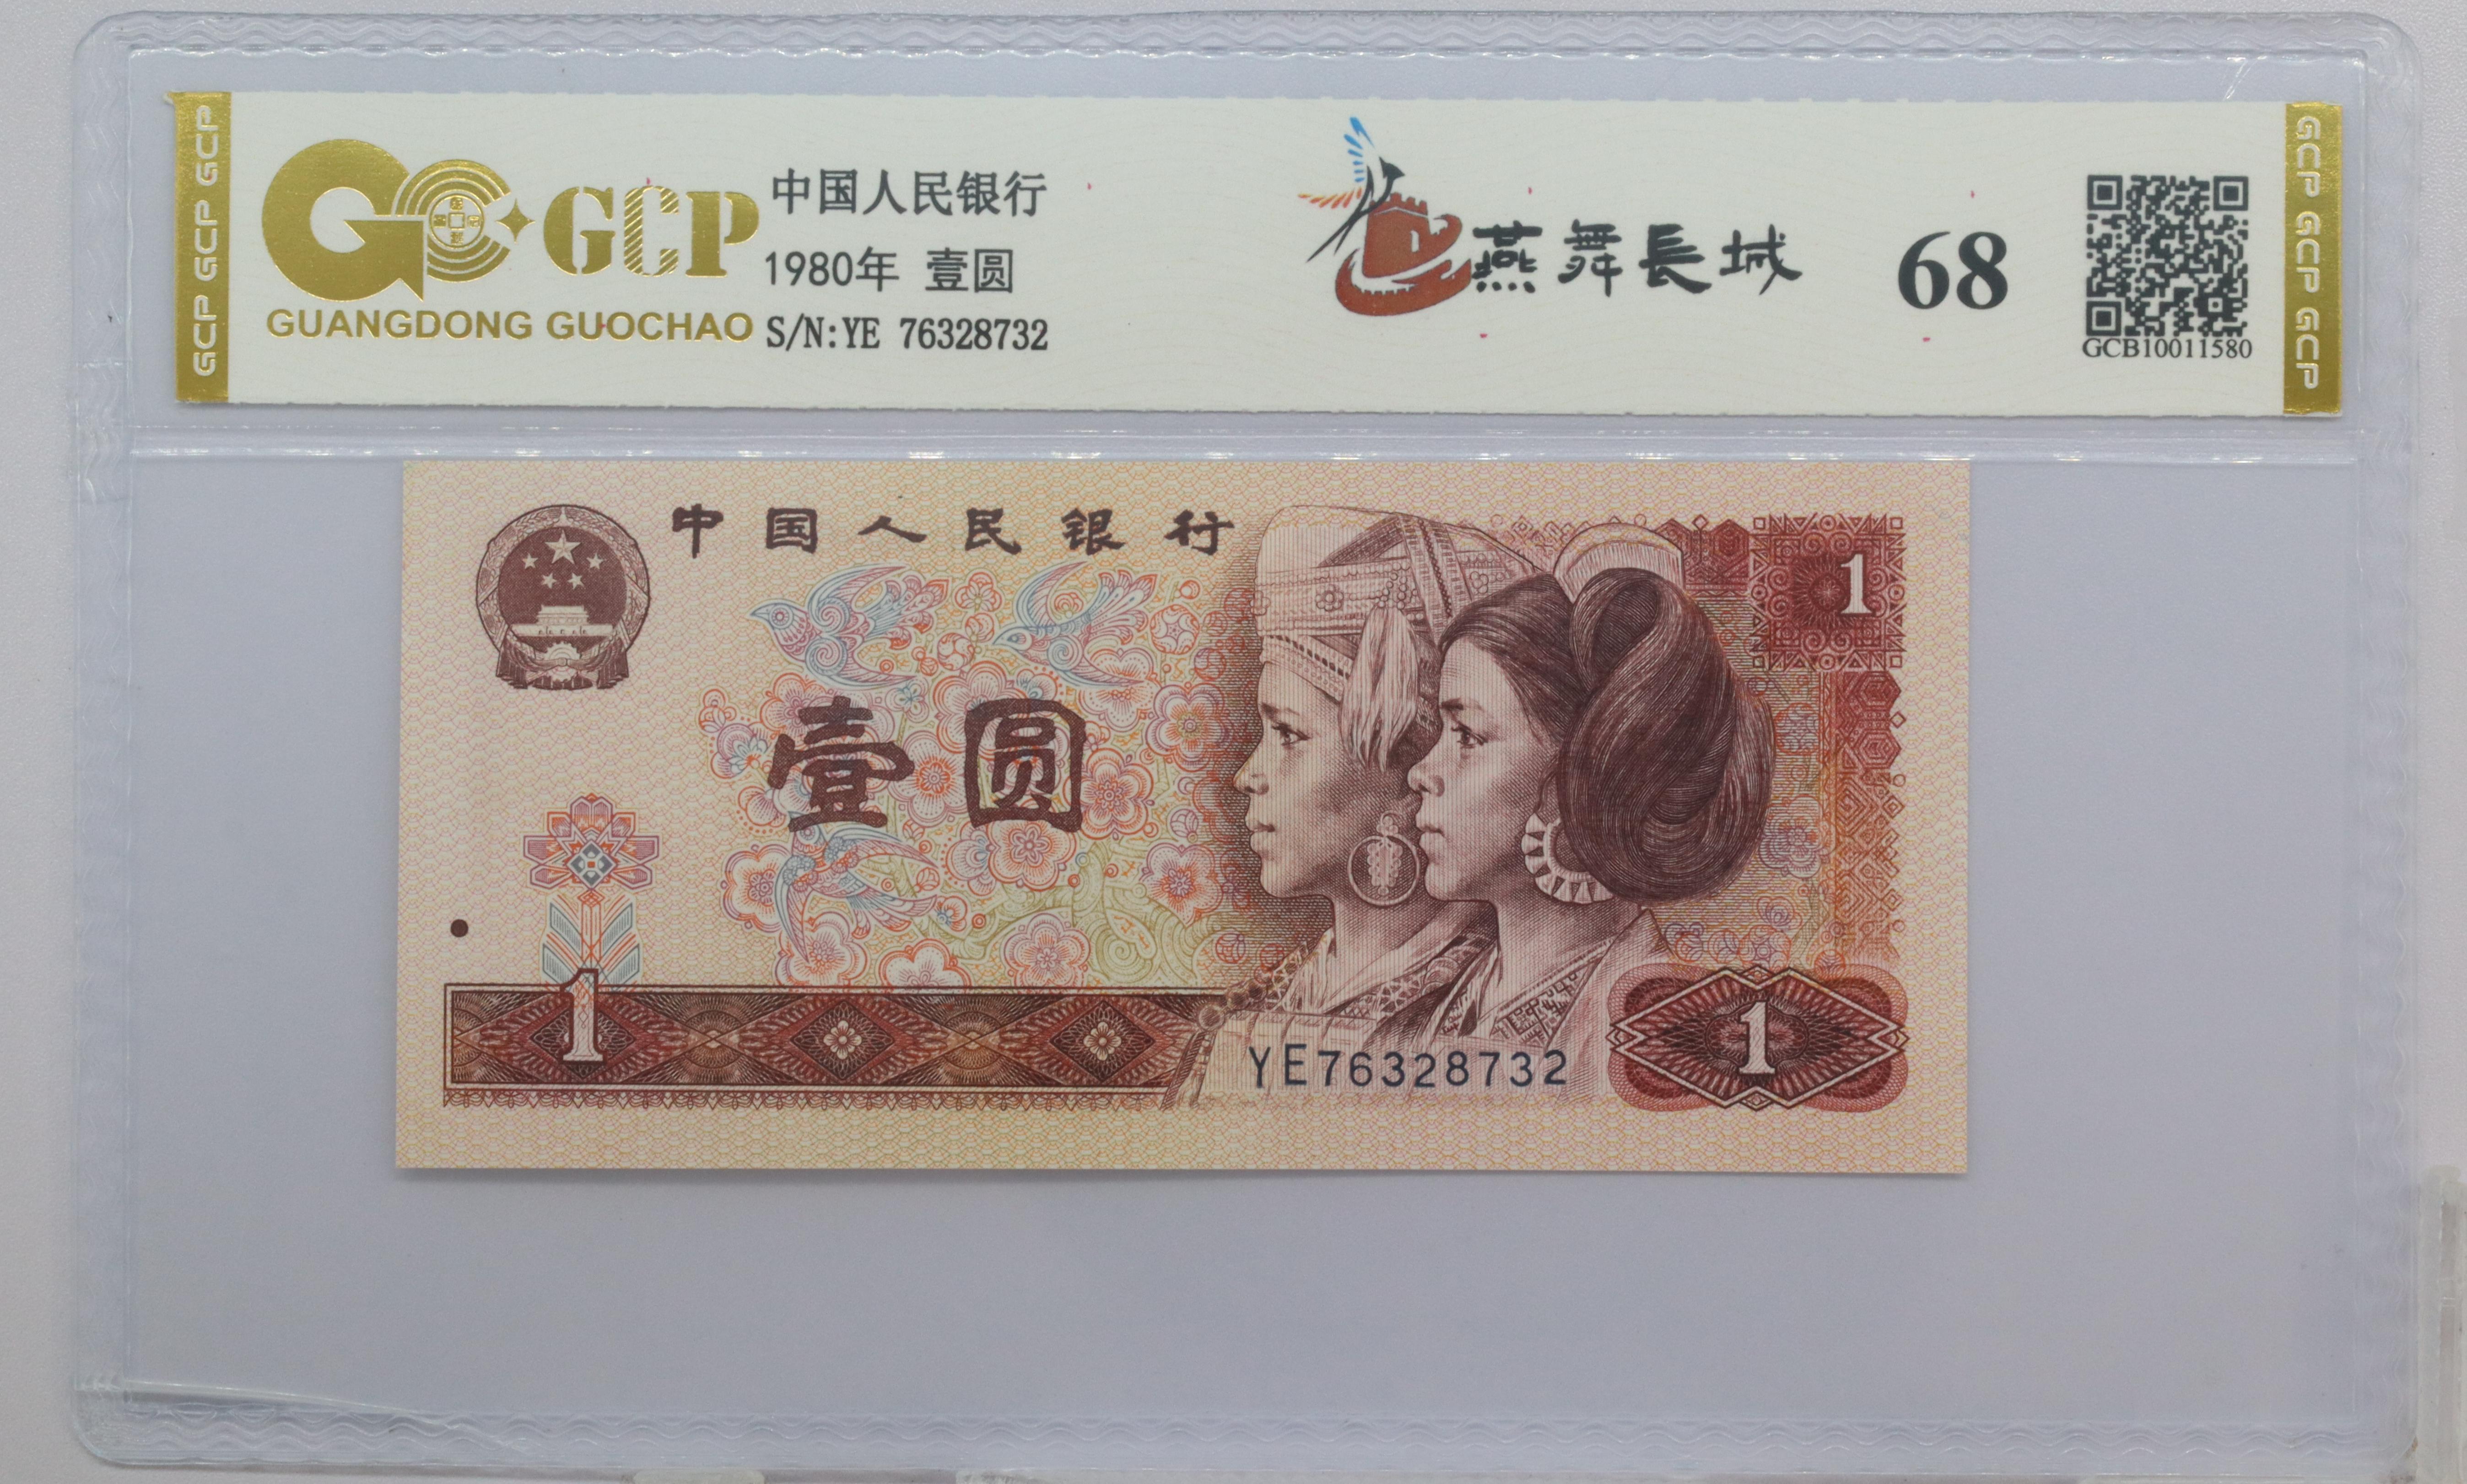 GCP GCP GCP
GCP
GUANGDONG GUOCHAO
中国人民银行
1980年 壹圆
S/N:YE 76328732
燕舞長城
68
GCB10011580
GCP GCP GCP
中国人民银行
1
壹圆
1
YE76328732
1